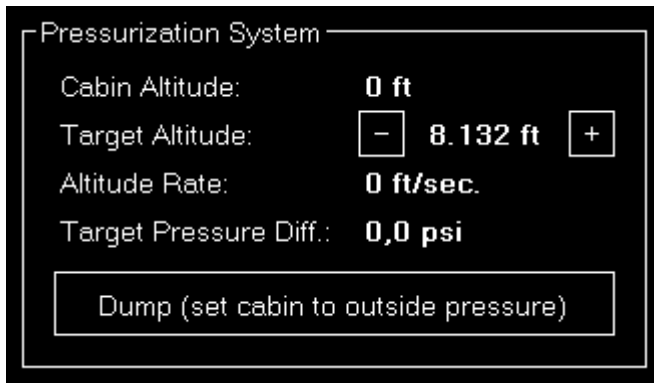 Pressurization System
Cabin Altitude: 0 ft
Target Altitude: - 8.132 ft +
Altitude Rate: 0 ft/sec.
Target Pressure Diff.: 0,0 psi
Dump (set cabin to outside pressure)